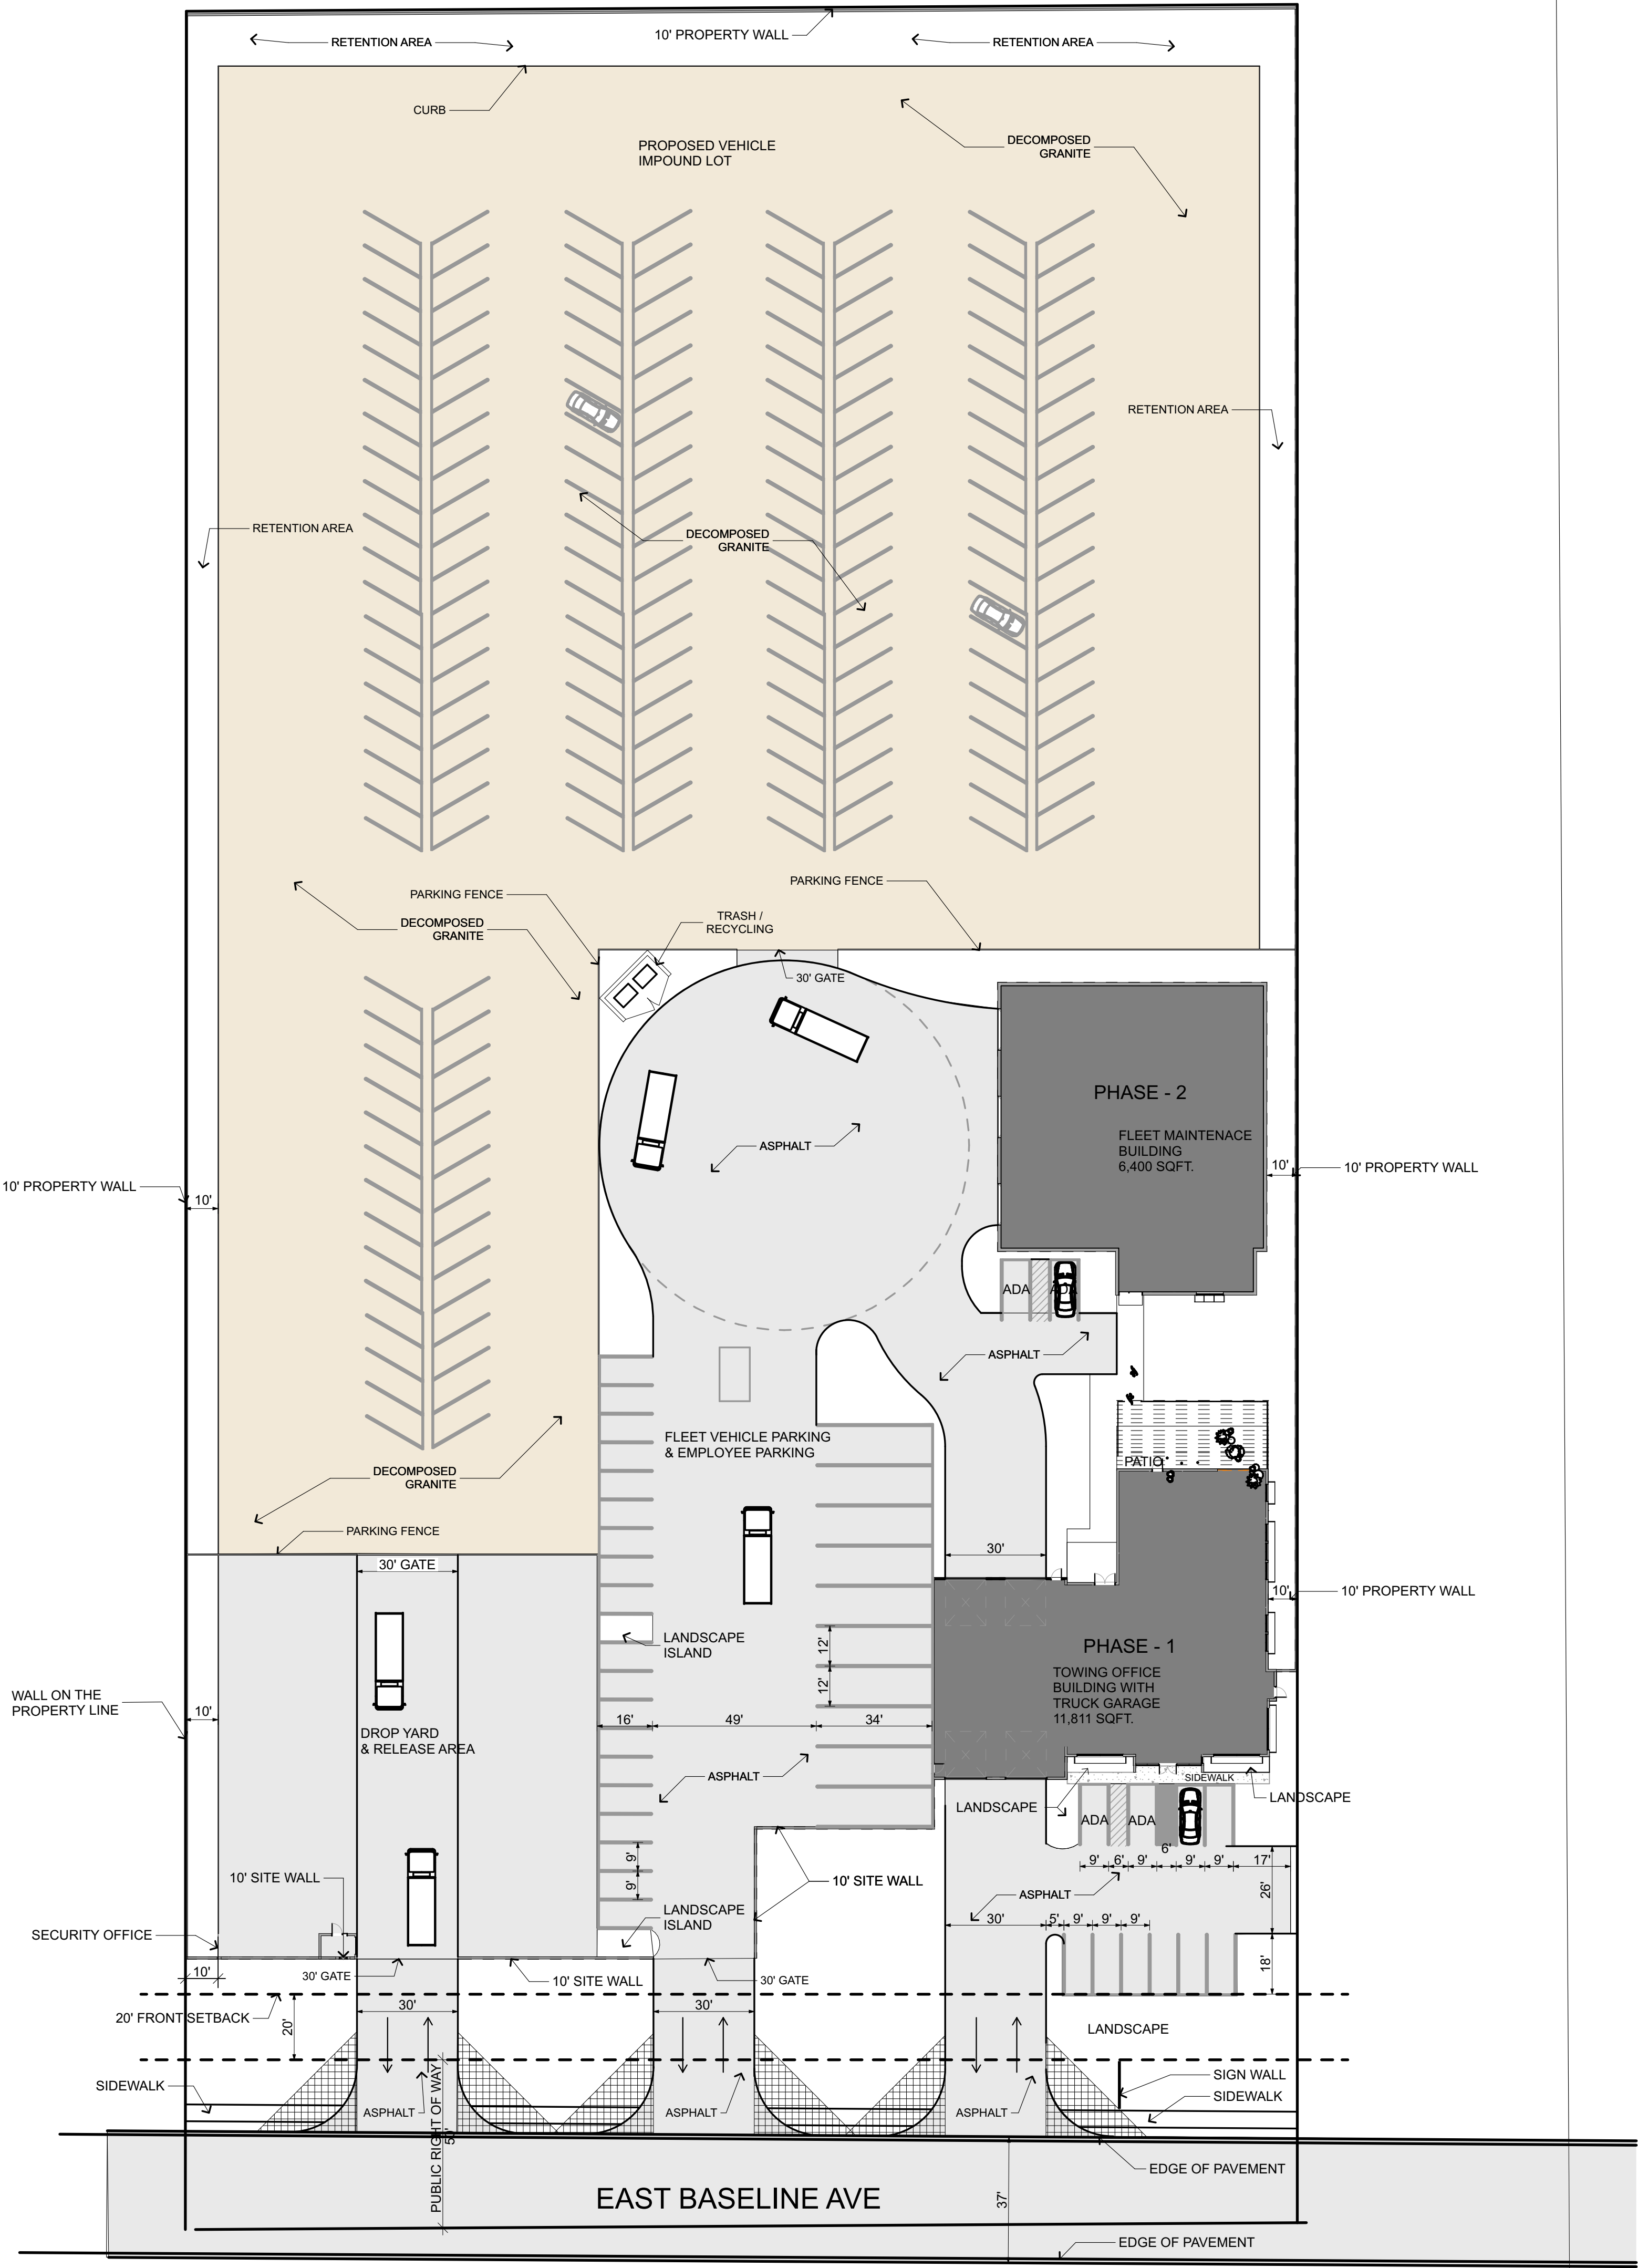 10' PROPERTY WALL
RETENTION AREA
RETENTION AREA
CURB
PROPOSED VEHICLE
IMPOUND LOT
DECOMPOSED
GRANITE
RETENTION AREA
RETENTION AREA
DECOMPOSED
GRANITE
PARKING FENCE
PARKING FENCE
DECOMPOSED
GRANITE
TRASH /
RECYCLING
30' GATE
PHASE - 2
FLEET MAINTENACE
BUILDING
6,400 SQFT.
ASPHALT
10'
10' PROPERTY WALL
10' PROPERTY WALL
10'
ADA
ADA
ASPHALT
FLEET VEHICLE PARKING
& EMPLOYEE PARKING
PATIO
DECOMPOSED
GRANITE
PARKING FENCE
30' GATE
30'
10'
10' PROPERTY WALL
LANDSCAPE
ISLAND
12'
12'
PHASE - 1
TOWING OFFICE
BUILDING WITH
TRUCK GARAGE
11,811 SQFT.
WALL ON THE
PROPERTY LINE
10'
DROP YARD
& RELEASE AREA
16'
49'
34'
ASPHALT
SIDEWALK
LANDSCAPE
LANDSCAPE
ADA
ADA
6'
9'
6'
9'
9'
9'
17'
9'
9'
10' SITE WALL
10' SITE WALL
ASPHALT
26'
LANDSCAPE
ISLAND
30'
5'
9'
9'
9'
SECURITY OFFICE
18'
10'
30' GATE
10' SITE WALL
30' GATE
20' FRONT SETBACK
20'
30'
30'
LANDSCAPE
SIGN WALL
SIDEWALK
SIDEWALK
ASPHALT
ASPHALT
ASPHALT
PUBLIC RIGHT OF WAY
50'
EDGE OF PAVEMENT
EAST BASELINE AVE
37'
EDGE OF PAVEMENT